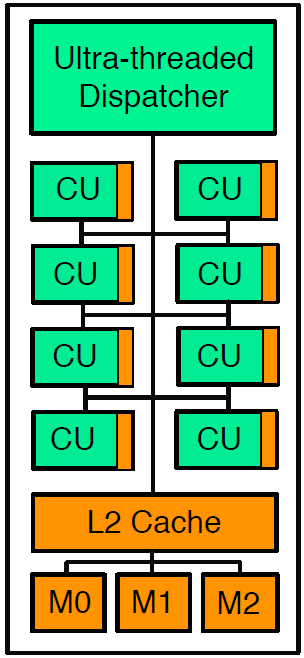 Ultra-threaded
Dispatcher
CU CU
CU CU
CU CU
CU CU
L2 Cache
M0 M1 M2